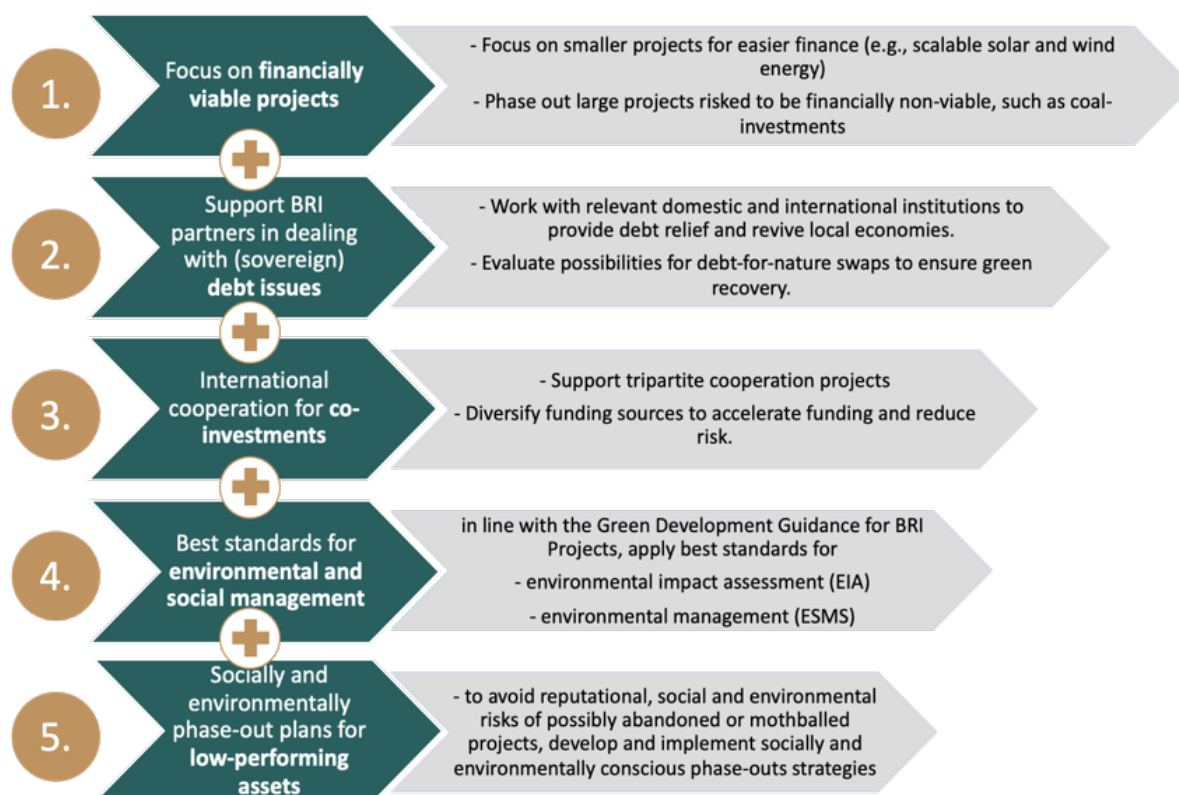 1.
Focus on financially
viable projects
- Focus on smaller projects for easier finance (e.g., scalable solar and wind
energy)
- Phase out large projects risked to be financially non-viable, such as coal-
investments
2.
Support BRI
partners in dealing
with (sovereign)
debt issues
- Work with relevant domestic and international institutions to
provide debt relief and revive local economies.
- Evaluate possibilities for debt-for-nature swaps to ensure green
recovery.
3.
International
cooperation for co-
investments
- Support tripartite cooperation projects
- Diversify funding sources to accelerate funding and reduce
risk.
4.
Best standards for
environmental and
social management
in line with the Green Development Guidance for BRI
Projects, apply best standards for
- environmental impact assessment (EIA)
- environmental management (ESMS)
5.
Socially and
environmentally
phase-out plans for
low-performing
assets
- to avoid reputational, social and environmental
risks of possibly abandoned or mothballed
projects, develop and implement socially and
environmentally conscious phase-outs strategies